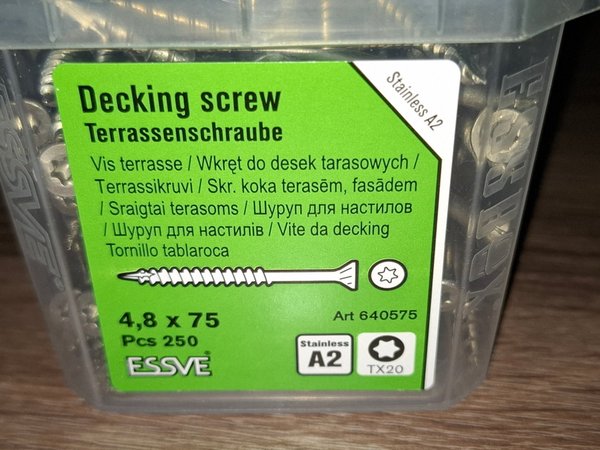 Decking screw
Terrassenschraube
Stainless A2
Vis terrasse / Wkręt do desek tarasowych /
Terrassikruvi / Skr. koka terasēm, fasādem
/ Sraigtai terasoms / Шуруп для настилов
/ Шуруп для настилів / Vite da decking
Tornillo tablaroca
4,8 x 75
Art 640575
Pcs 250
ESSVE
Stainless
A2
TX20
ESSVE